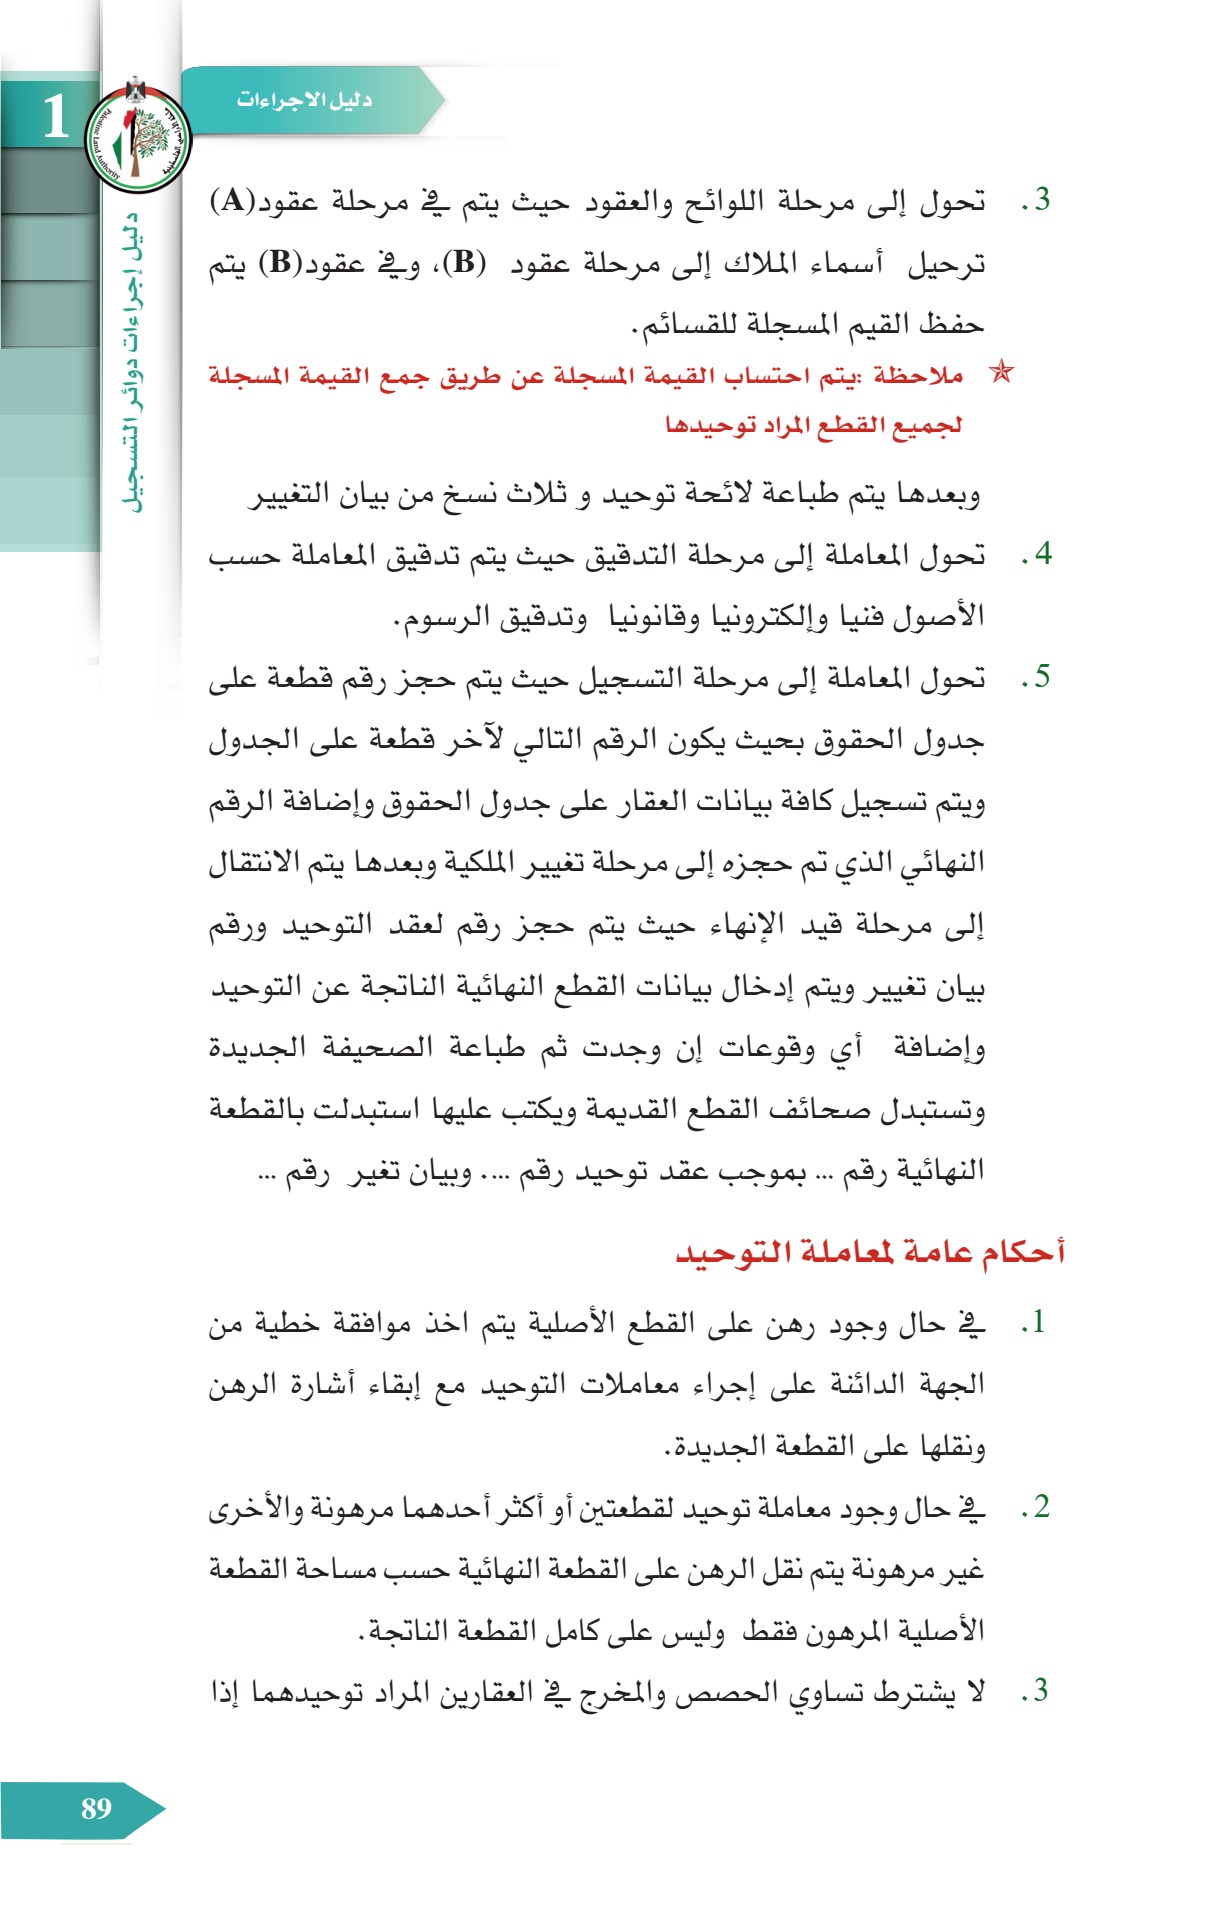 دليل الاجراءات
1
Palestine Land Authority
دليل إجراءات دوائر التسجيل
3. تحول إلى مرحلة اللوائح والعقود حيث يتم في مرحلة عقود(A)
ترحيل أسماء الملاك إلى مرحلة عقود (B)، وفي عقود(B) يتم
حفظ القيم المسجلة للقسائم.
✯ ملاحظة :يتم احتساب القيمة المسجلة عن طريق جمع القيمة المسجلة
لجميع القطع المراد توحيدها
وبعدها يتم طباعة لائحة توحيد و ثلاث نسخ من بيان التغيير
4. تحول المعاملة إلى مرحلة التدقيق حيث يتم تدقيق المعاملة حسب
الأصول فنيا وإلكترونيا وقانونيا وتدقيق الرسوم.
5. تحول المعاملة إلى مرحلة التسجيل حيث يتم حجز رقم قطعة على
جدول الحقوق بحيث يكون الرقم التالي لآخر قطعة على الجدول
ويتم تسجيل كافة بيانات العقار على جدول الحقوق وإضافة الرقم
النهائي الذي تم حجزه إلى مرحلة تغيير الملكية وبعدها يتم الانتقال
إلى مرحلة قيد الإنهاء حيث يتم حجز رقم لعقد التوحيد ورقم
بيان تغيير ويتم إدخال بيانات القطع النهائية الناتجة عن التوحيد
وإضافة أي وقوعات إن وجدت ثم طباعة الصحيفة الجديدة
وتستبدل صحائف القطع القديمة ويكتب عليها استبدلت بالقطعة
النهائية رقم ... بموجب عقد توحيد رقم .... وبيان تغير رقم ...
أحكام عامة لمعاملة التوحيد
1. في حال وجود رهن على القطع الأصلية يتم اخذ موافقة خطية من
الجهة الدائنة على إجراء معاملات التوحيد مع إبقاء أشارة الرهن
ونقلها على القطعة الجديدة.
2. في حال وجود معاملة توحيد لقطعتين أو أكثر أحدهما مرهونة والأخرى
غير مرهونة يتم نقل الرهن على القطعة النهائية حسب مساحة القطعة
الأصلية المرهون فقط وليس على كامل القطعة الناتجة.
3. لا يشترط تساوي الحصص والمخرج في العقارين المراد توحيدهما إذا
89